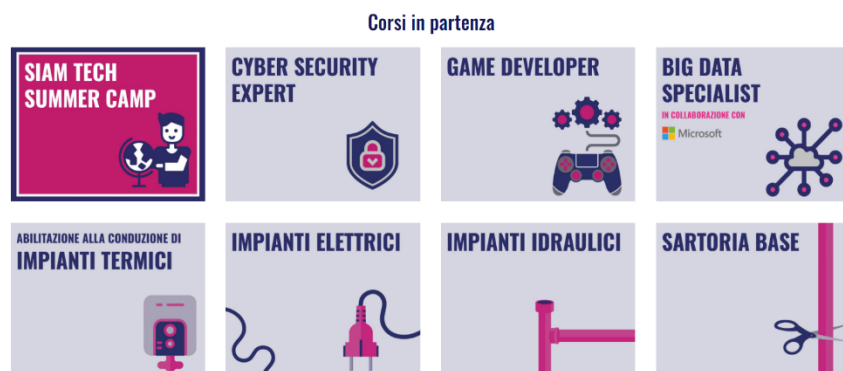 Corsi in partenza
SIAM TECH
SUMMER CAMP
CYBER SECURITY
EXPERT
GAME DEVELOPER
BIG DATA
SPECIALIST
IN COLLABORAZIONE CON
Microsoft
ABILITAZIONE ALLA CONDUZIONE DI
IMPIANTI TERMICI
IMPIANTI ELETTRICI
IMPIANTI IDRAULICI
SARTORIA BASE